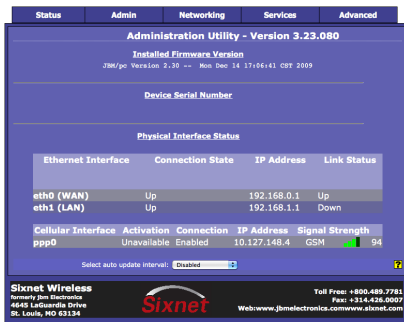 Status Admin Networking Services Advanced
Administration Utility - Version 3.23.080
Installed Firmware Version
JBM/pc Version 2.30 -- Mon Dec 14 17:06:41 CST 2009
Device Serial Number
Physical Interface Status
Ethernet Interface Connection State IP Address Link Status
eth0 (WAN) Up 192.168.0.1 Up
eth1 (LAN) Up 192.168.1.1 Down
Cellular Interface Activation Connection IP Address Signal Strength
ppp0 Unavailable Enabled 10.127.148.4 GSM 94
Select auto update interval: Disabled ?
Sixnet Wireless
formerly Jbm Electronics
4645 LaGuardia Drive
St. Louis, MO 63134
Sixnet
Toll Free: +800.489.7781
Fax: +314.426.0007
Web:www.jbmelectronics.comwww.sixnet.com